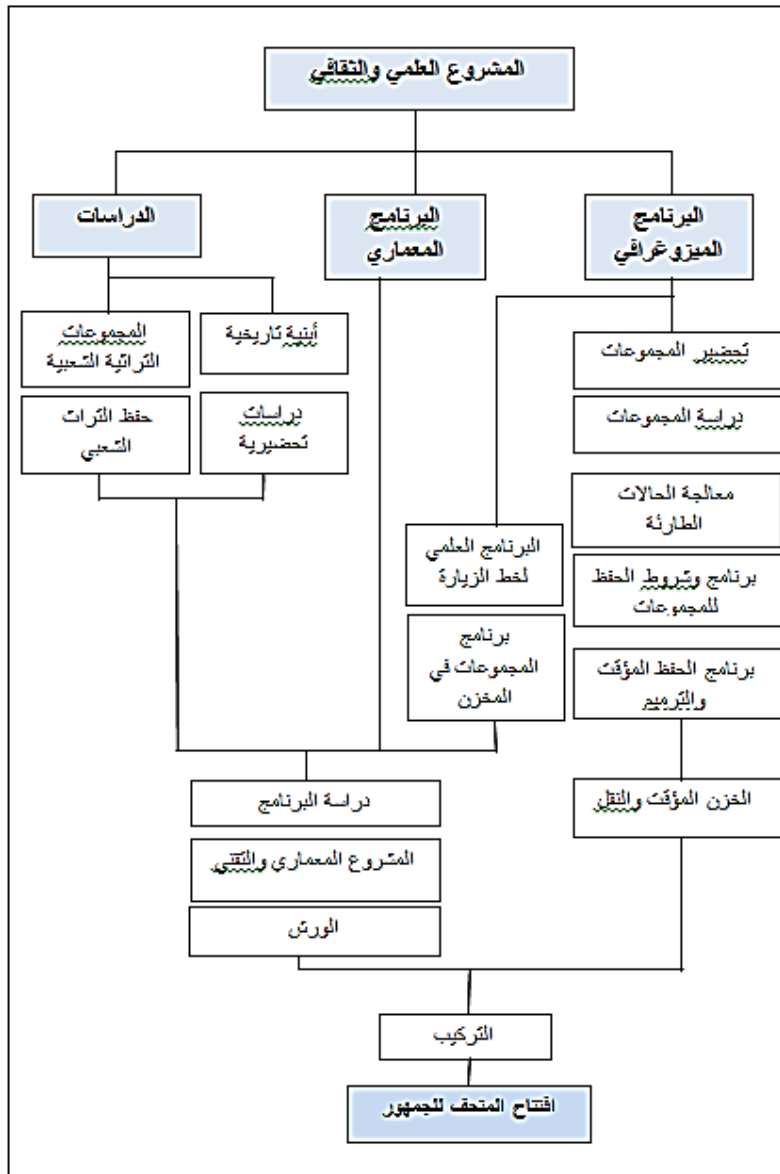 المشروع العلمي والثقافي
البرنامج
الميزوغرافي
البرنامج
المعماري
الدراسات
تحضير المجموعات
دراسة المجموعات
معالجة الحالات
الطارئة
برنامج وشروط الحفظ
للمجموعات
برنامج الحفظ المؤقت
والترميم
الخزن المؤقت والنقل
البرنامج العلمي
لخط الزيارة
برنامج
المجموعات في
المخزن
أبنية تاريخية
دراسات
تحضيرية
المجموعات
التراثية الشعبية
حفظ التراث
الشعبي
دراسة البرنامج
المشروع المعماري والتقني
الورش
التركيب
افتتاح المتحف للجمهور